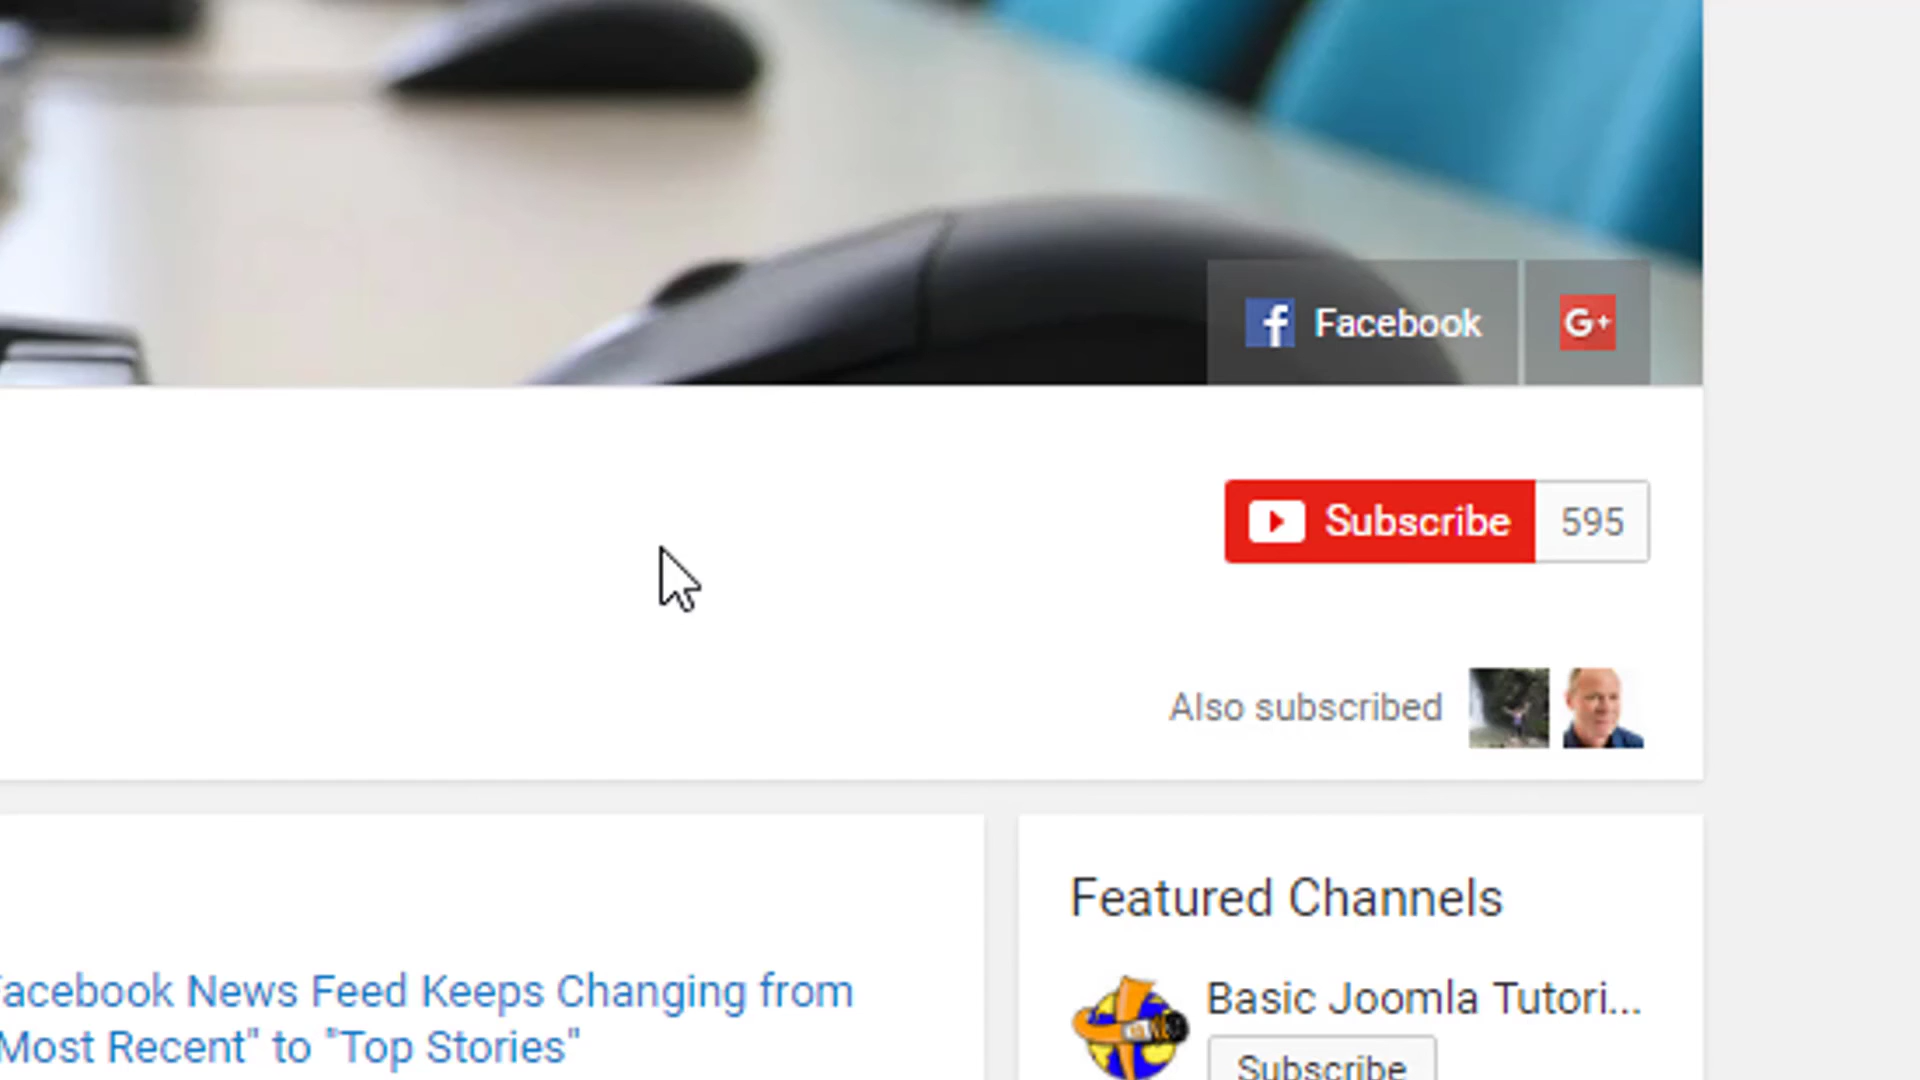 Facebook
G+
Subscribe 595
Also subscribed
Featured Channels
acebook News Feed Keeps Changing from
Most Recent" to "Top Stories"
Basic Joomla Tutori...
Subscribe